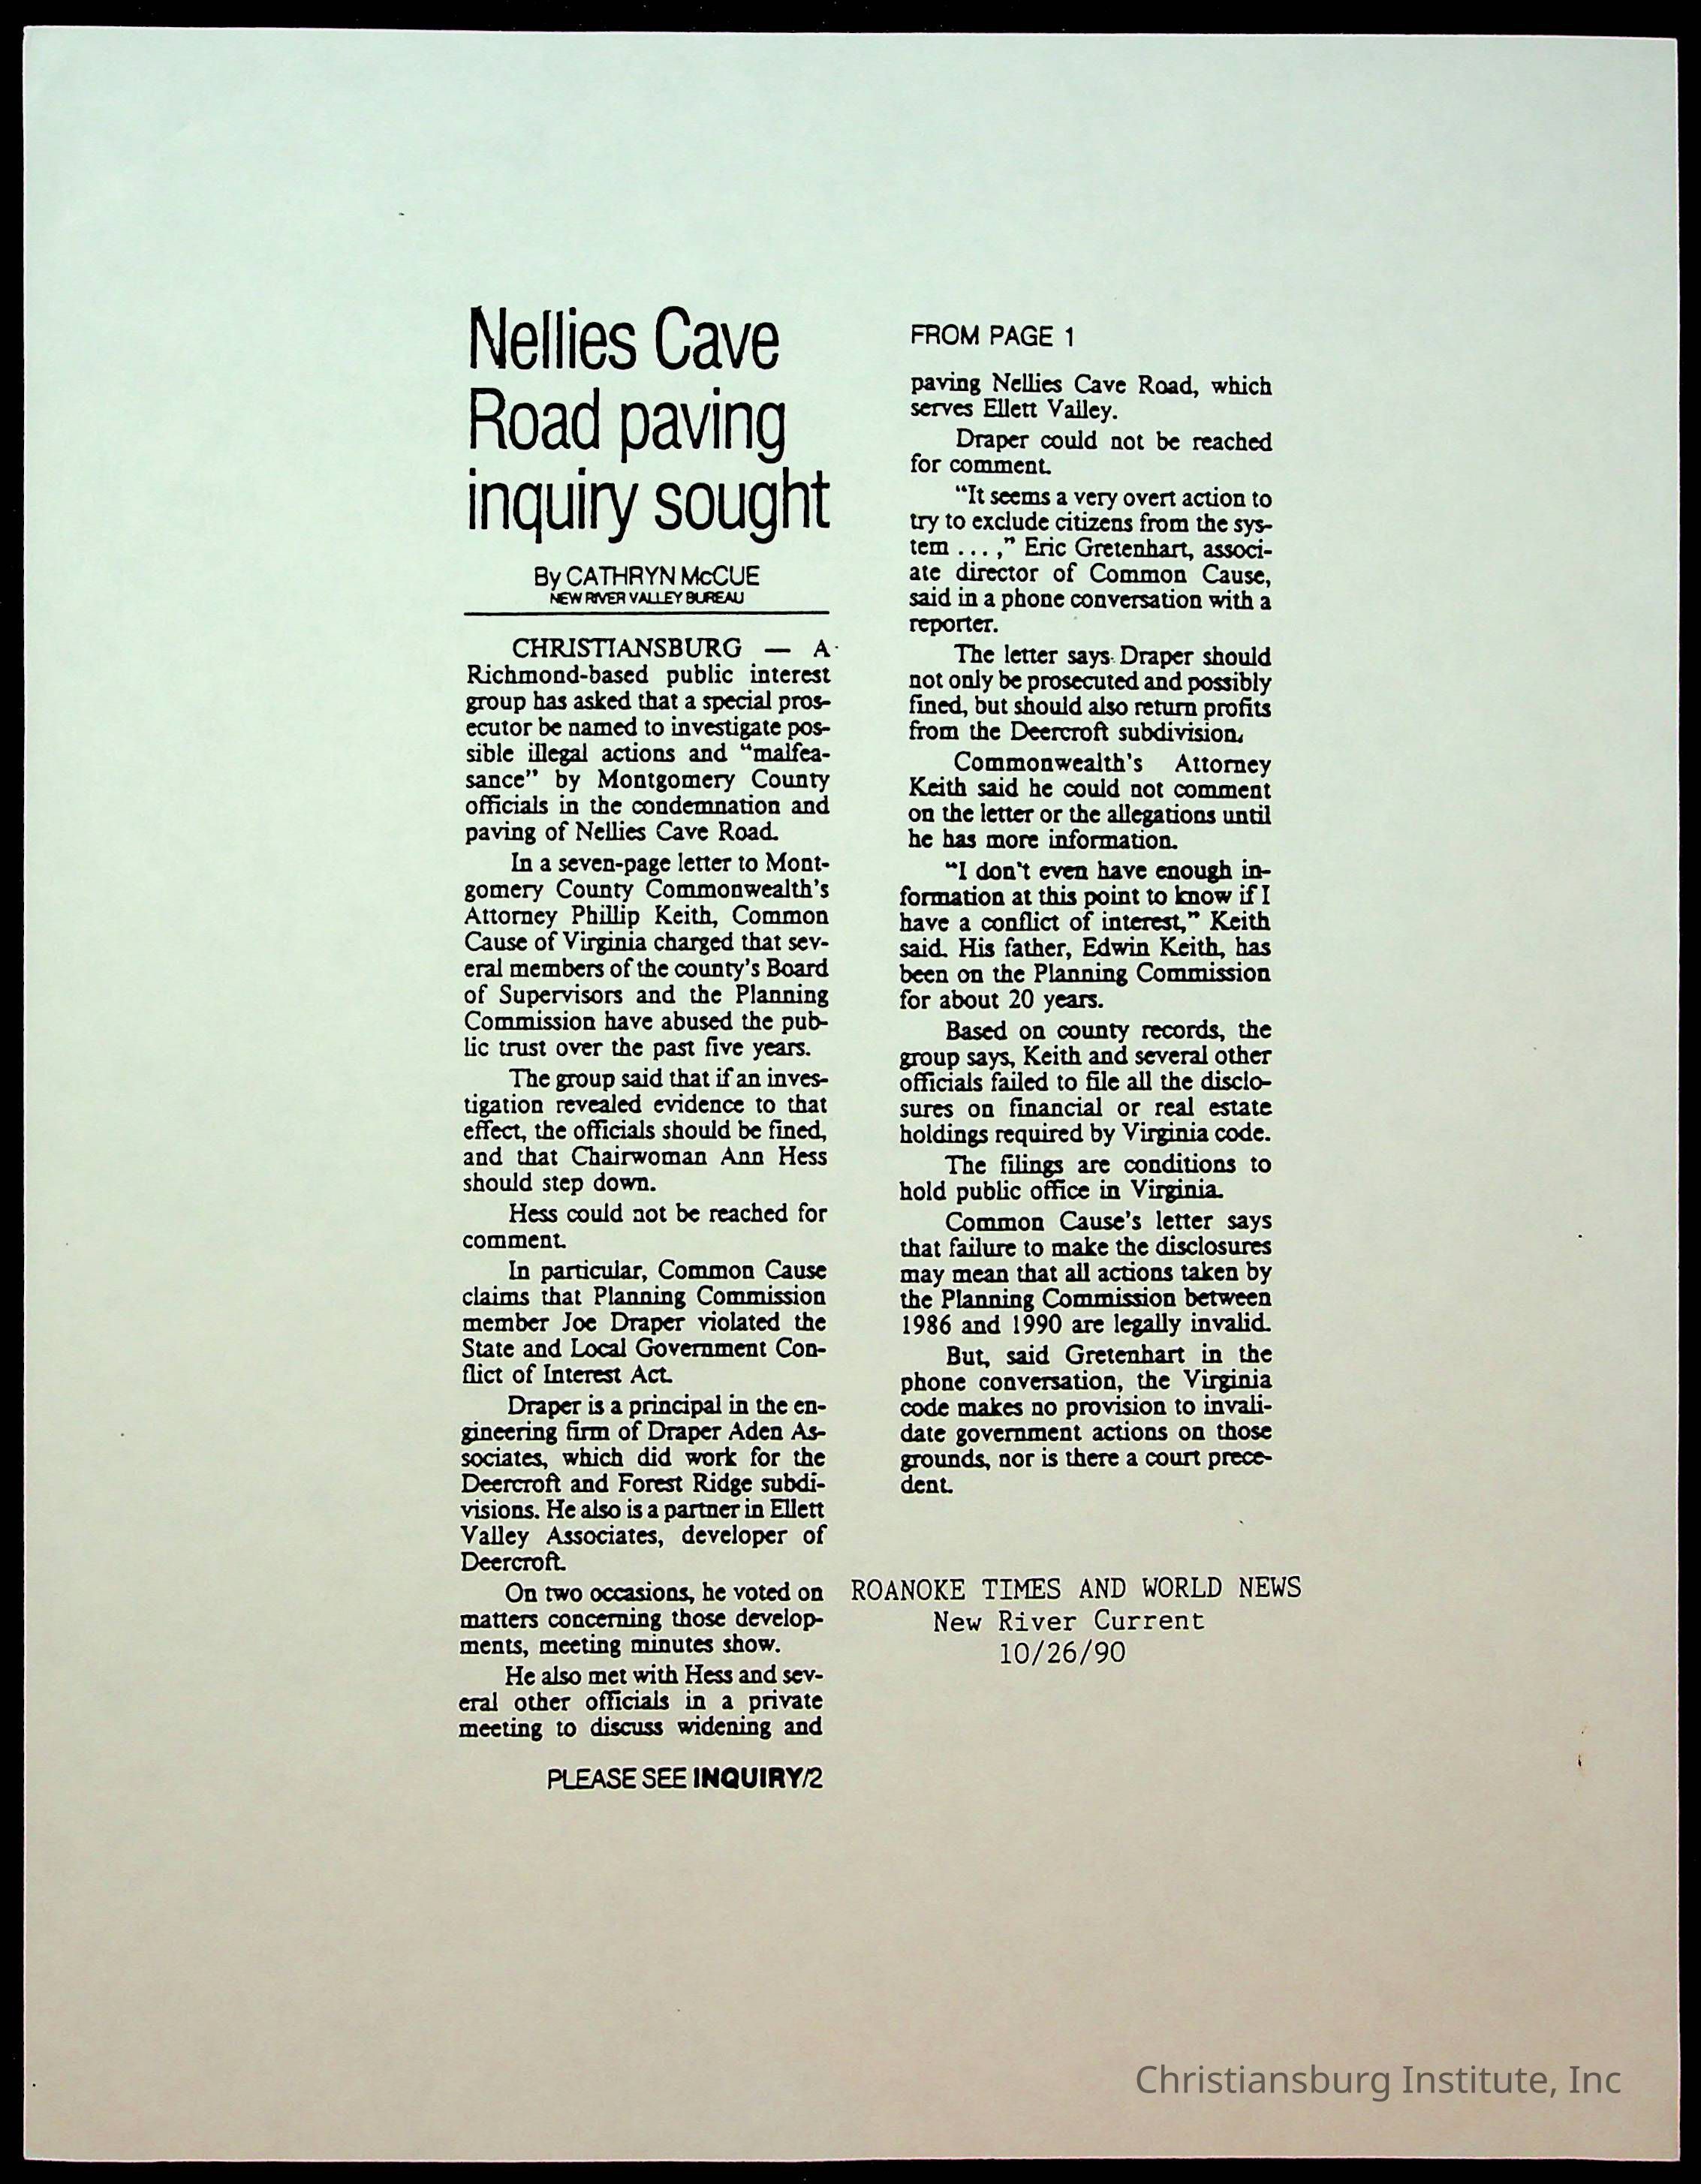 Nellies Cave
Road paving
inquiry sought
By CATHRYN McCUE
NEW RIVER VALLEY BUREAU
CHRISTIANSBURG — A
Richmond-based public interest
group has asked that a special pros-
ecutor be named to investigate pos-
sible illegal actions and “malfea-
sance” by Montgomery County
officials in the condemnation and
paving of Nellies Cave Road.
In a seven-page letter to Mont-
gomery County Commonwealth's
Attorney Phillip Keith, Common
Cause of Virginia charged that sev-
eral members of the county's Board
of Supervisors and the Planning
Commission have abused the pub-
lic trust over the past five years.
The group said that if an inves-
tigation revealed evidence to that
effect, the officials should be fined,
and that Chairwoman Ann Hess
should step down.
Hess could not be reached for
comment.
In particular, Common Cause
claims that Planning Commission
member Joe Draper violated the
State and Local Government Con-
flict of Interest Act.
Draper is a principal in the en-
gineering firm of Draper Aden As-
sociates, which did work for the
Deercroft and Forest Ridge subdi-
visions. He also is a partner in Ellett
Valley Associates, developer of
Deercroft.
On two occasions, he voted on
matters concerning those develop-
ments, meeting minutes show.
He also met with Hess and sev-
eral other officials in a private
meeting to discuss widening and
PLEASE SEE INQUIRY/2
FROM PAGE 1
paving Nellies Cave Road, which
serves Ellett Valley.
Draper could not be reached
for comment.
“It seems a very overt action to
try to exclude citizens from the sys-
tem ... ,” Eric Gretenhart, associ-
ate director of Common Cause,
said in a phone conversation with a
reporter.
The letter says Draper should
not only be prosecuted and possibly
fined, but should also return profits
from the Deercroft subdivision.
Commonwealth's Attorney
Keith said he could not comment
on the letter or the allegations until
he has more information.
“I don't even have enough in-
formation at this point to know if I
have a conflict of interest,” Keith
said. His father, Edwin Keith, has
been on the Planning Commission
for about 20 years.
Based on county records, the
group says, Keith and several other
officials failed to file all the disclo-
sures on financial or real estate
holdings required by Virginia code.
The filings are conditions to
hold public office in Virginia.
Common Cause's letter says
that failure to make the disclosures
may mean that all actions taken by
the Planning Commission between
1986 and 1990 are legally invalid.
But, said Gretenhart in the
phone conversation, the Virginia
code makes no provision to invali-
date government actions on those
grounds, nor is there a court prece-
dent.
ROANOKE TIMES AND WORLD NEWS
New River Current
10/26/90
Christiansburg Institute, Inc